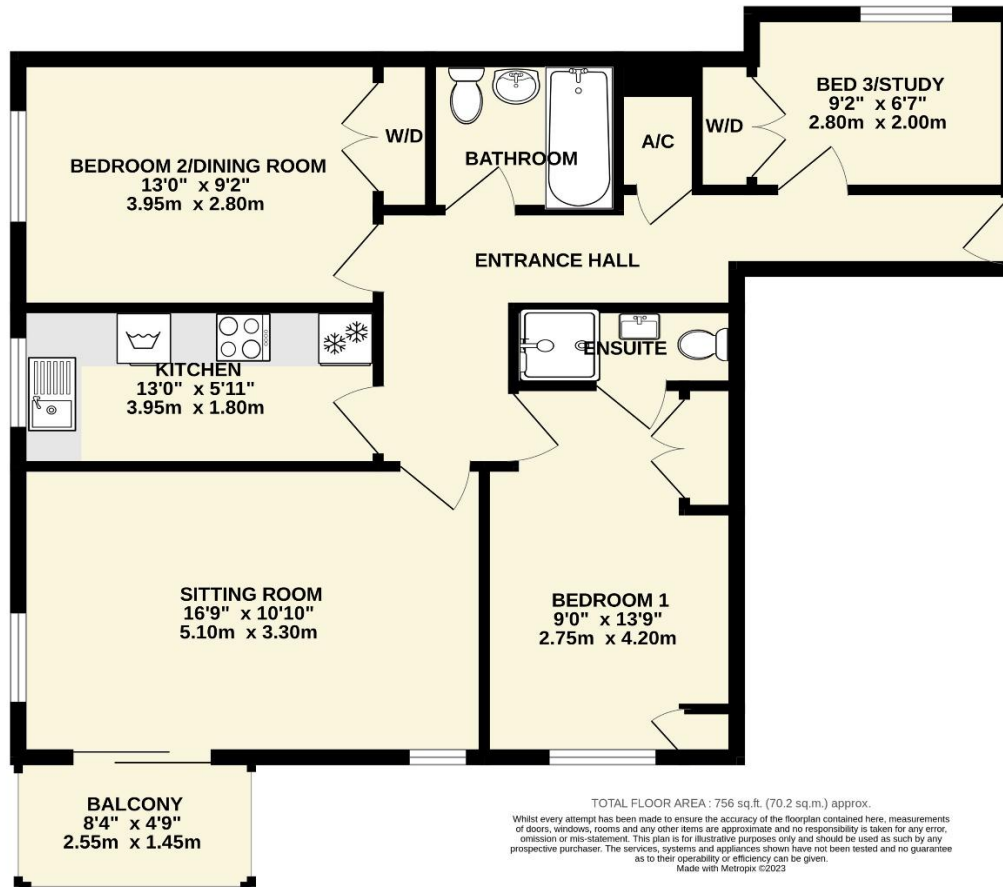 BED 3/STUDY
9'2" x 6'7"
2.80m x 2.00m
W/D
A/C
W/D
BATHROOM
BEDROOM 2/DINING ROOM
13'0" x 9'2"
3.95m x 2.80m
ENTRANCE HALL
ENSUITE
KITCHEN
13'0" x 5'11"
3.95m x 1.80m
SITTING ROOM
16'9" x 10'10"
5.10m x 3.30m
BEDROOM 1
9'0" x 13'9"
2.75m x 4.20m
BALCONY
8'4" x 4'9"
2.55m x 1.45m
TOTAL FLOOR AREA : 756 sq.ft. (70.2 sq.m.) approx.
Whilst every attempt has been made to ensure the accuracy of the floorplan contained here, measurements
of doors, windows, rooms and any other items are approximate and no responsibility is taken for any error,
omission or mis-statement. This plan is for illustrative purposes only and should be used as such by any
prospective purchaser. The services, systems and appliances shown have not been tested and no guarantee
as to their operability or efficiency can be given.
Made with Metropix ©2023